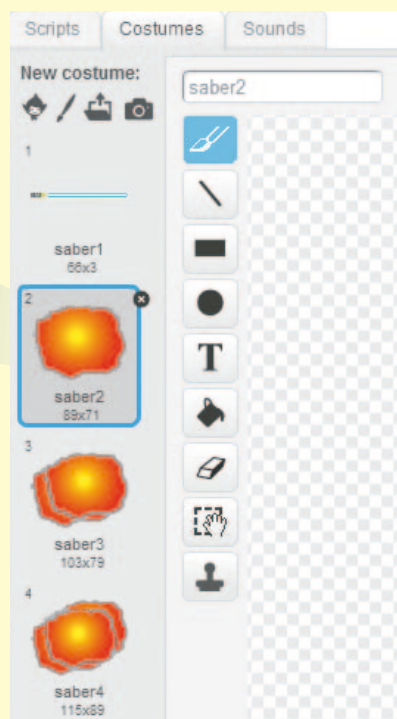 Scripts
Costumes
Sounds
New costume:
saber2
1
saber1
66x3
2
saber2
89x71
3
saber3
103x79
4
saber4
115x89
T